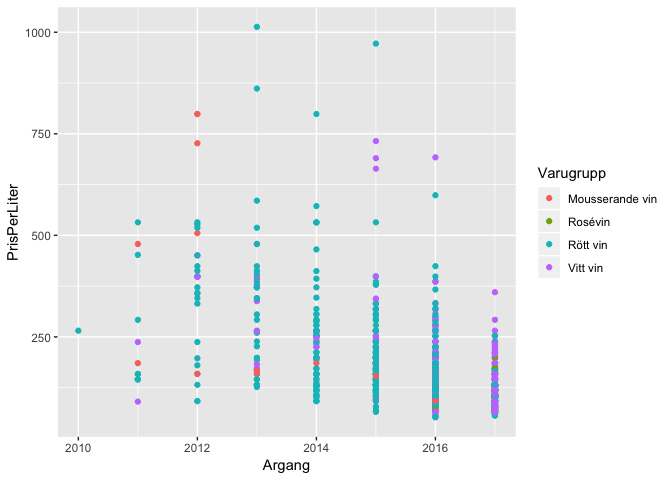 1000
750
500
250
PrisPerLiter
2010
2012
2014
2016
Argang
Varugrupp
Mousserande vin
Rosévin
Rött vin
Vitt vin